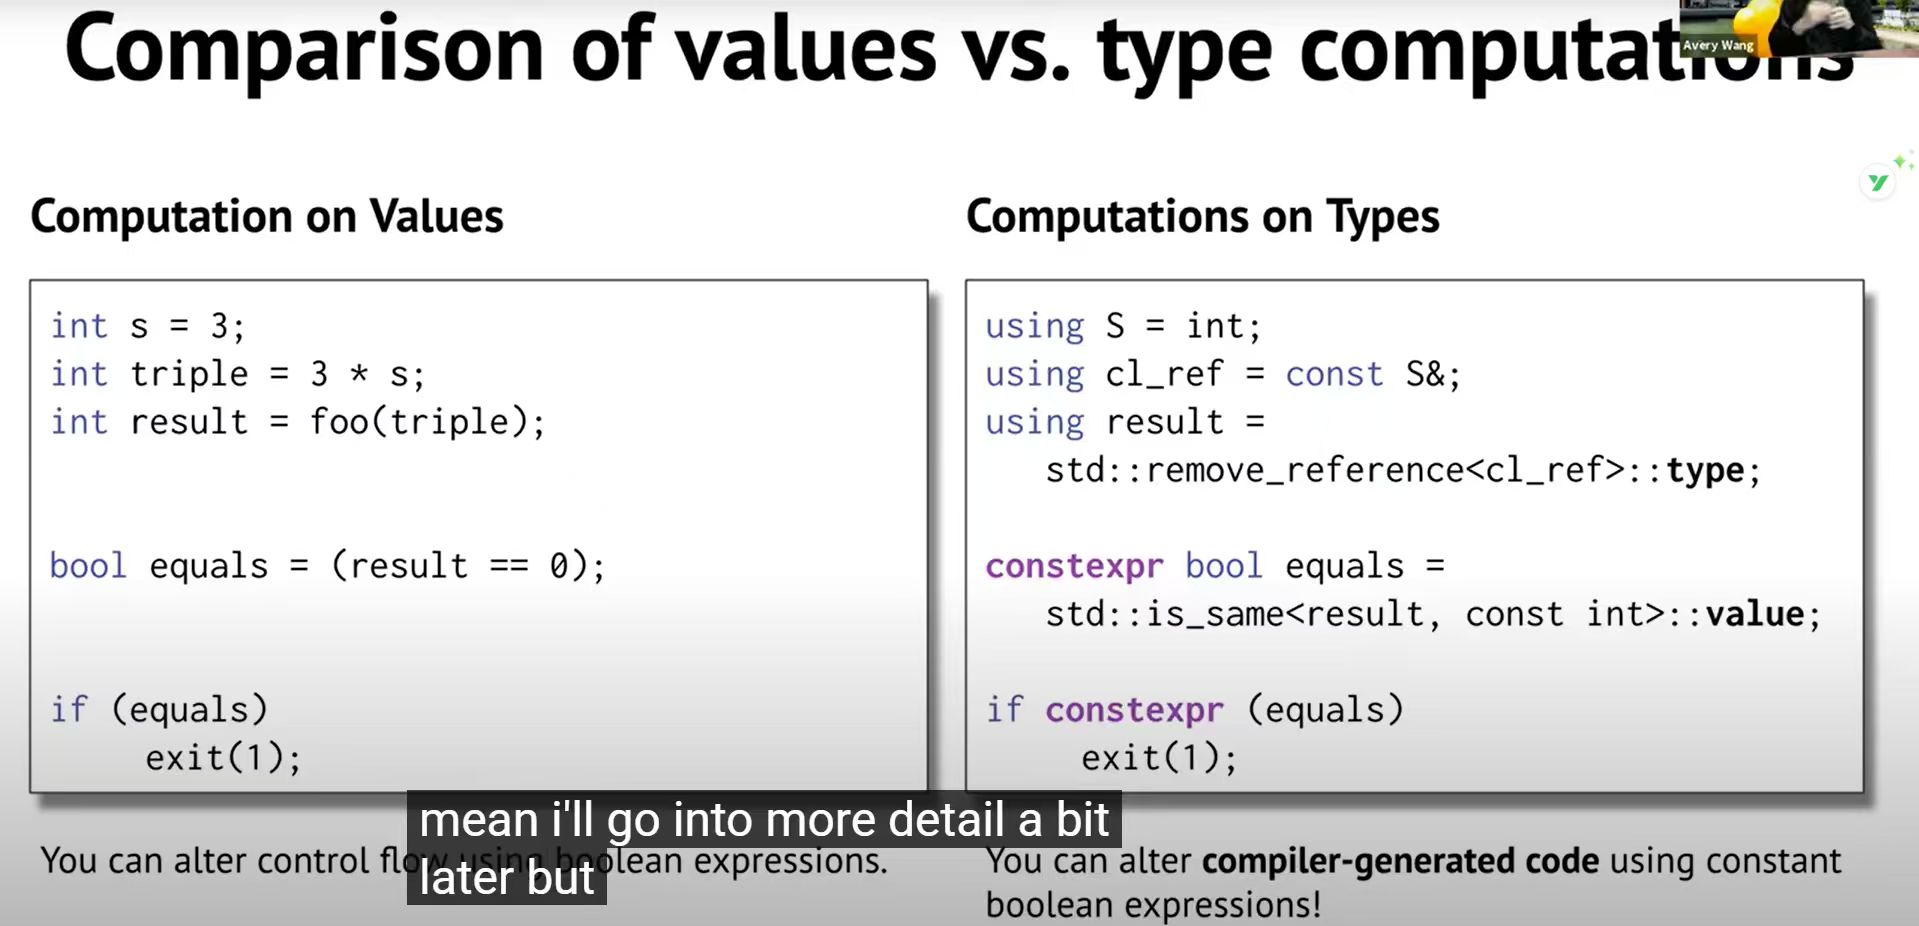 Comparison of values vs. type computations
Avery Wang
Computation on Values
int s = 3;
int triple = 3 * s;
int result = foo(triple);
bool equals = (result == 0);
if (equals)
exit(1);
You can alter control flow using boolean expressions.
Computations on Types
using S = int;
using cl_ref = const S&;
using result =
std::remove_reference<cl_ref>::type;
constexpr bool equals =
std::is_same<result, const int>::value;
if constexpr (equals)
exit(1);
You can alter compiler-generated code using constant
boolean expressions!
mean i'll go into more detail a bit
later but